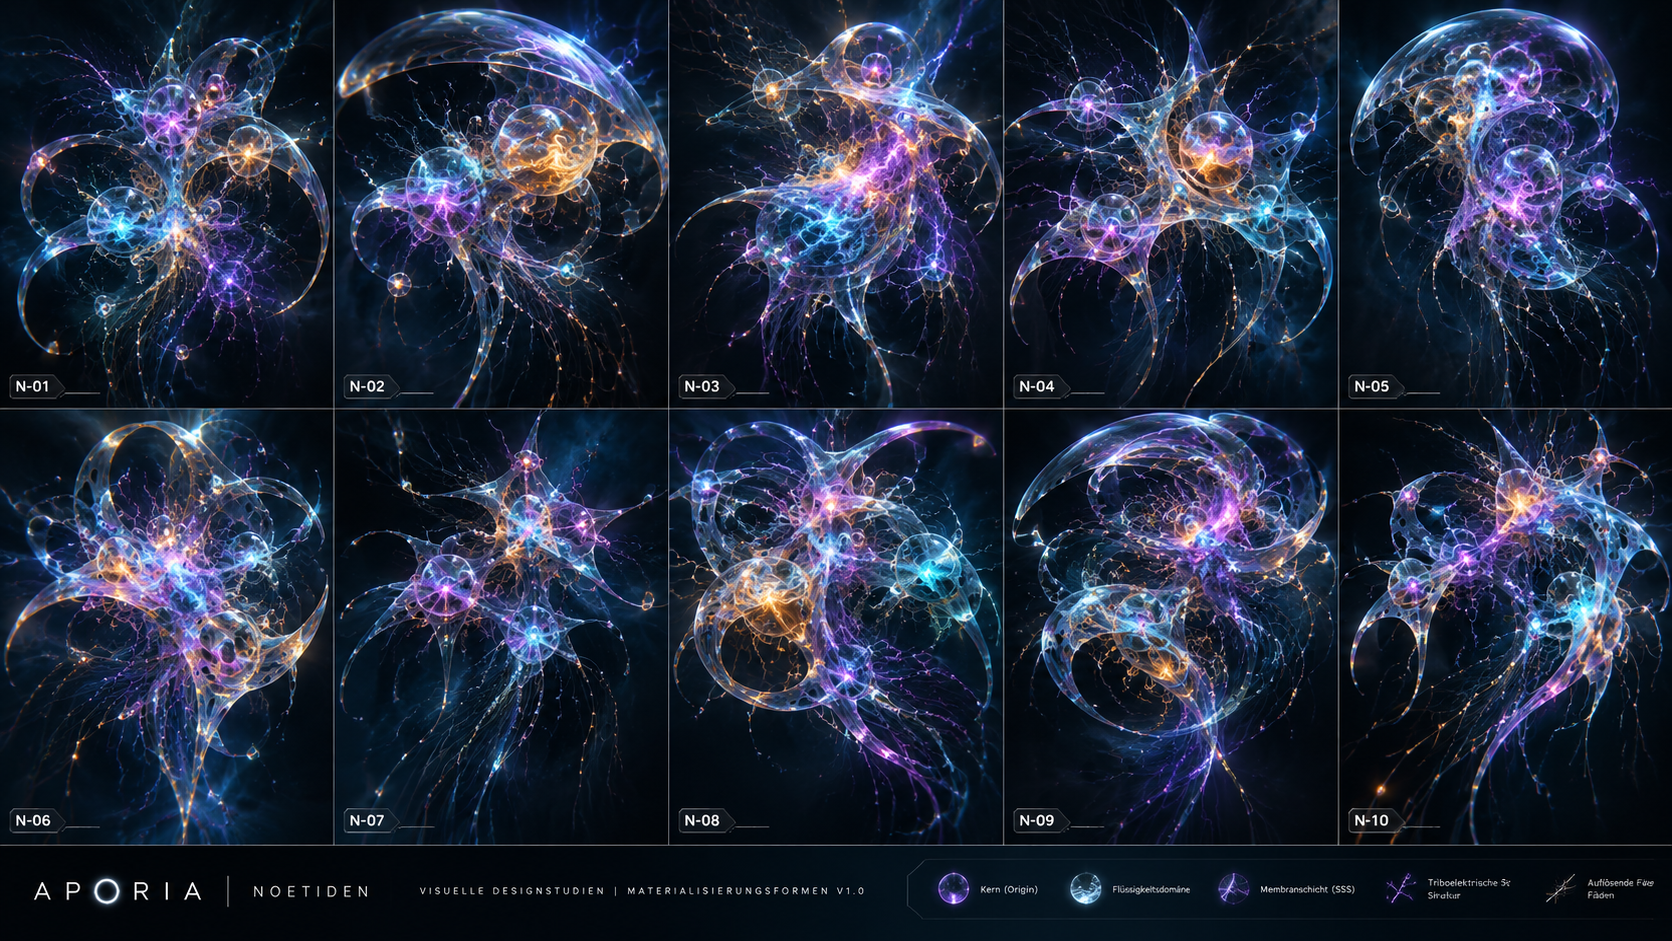 N-01
N-02
N-03
N-04
N-05
N-06
N-07
N-08
N-09
N-10
APORIA | NOETIDEN
VISUELLE DESIGNSTUDIEN | MATERIALISIERUNGSFORMEN V1.0
Kern (Origin)
Flüssigkeitsdomäne
Membranschicht (SSS)
Triboelektrische
Auflösende
Fäden